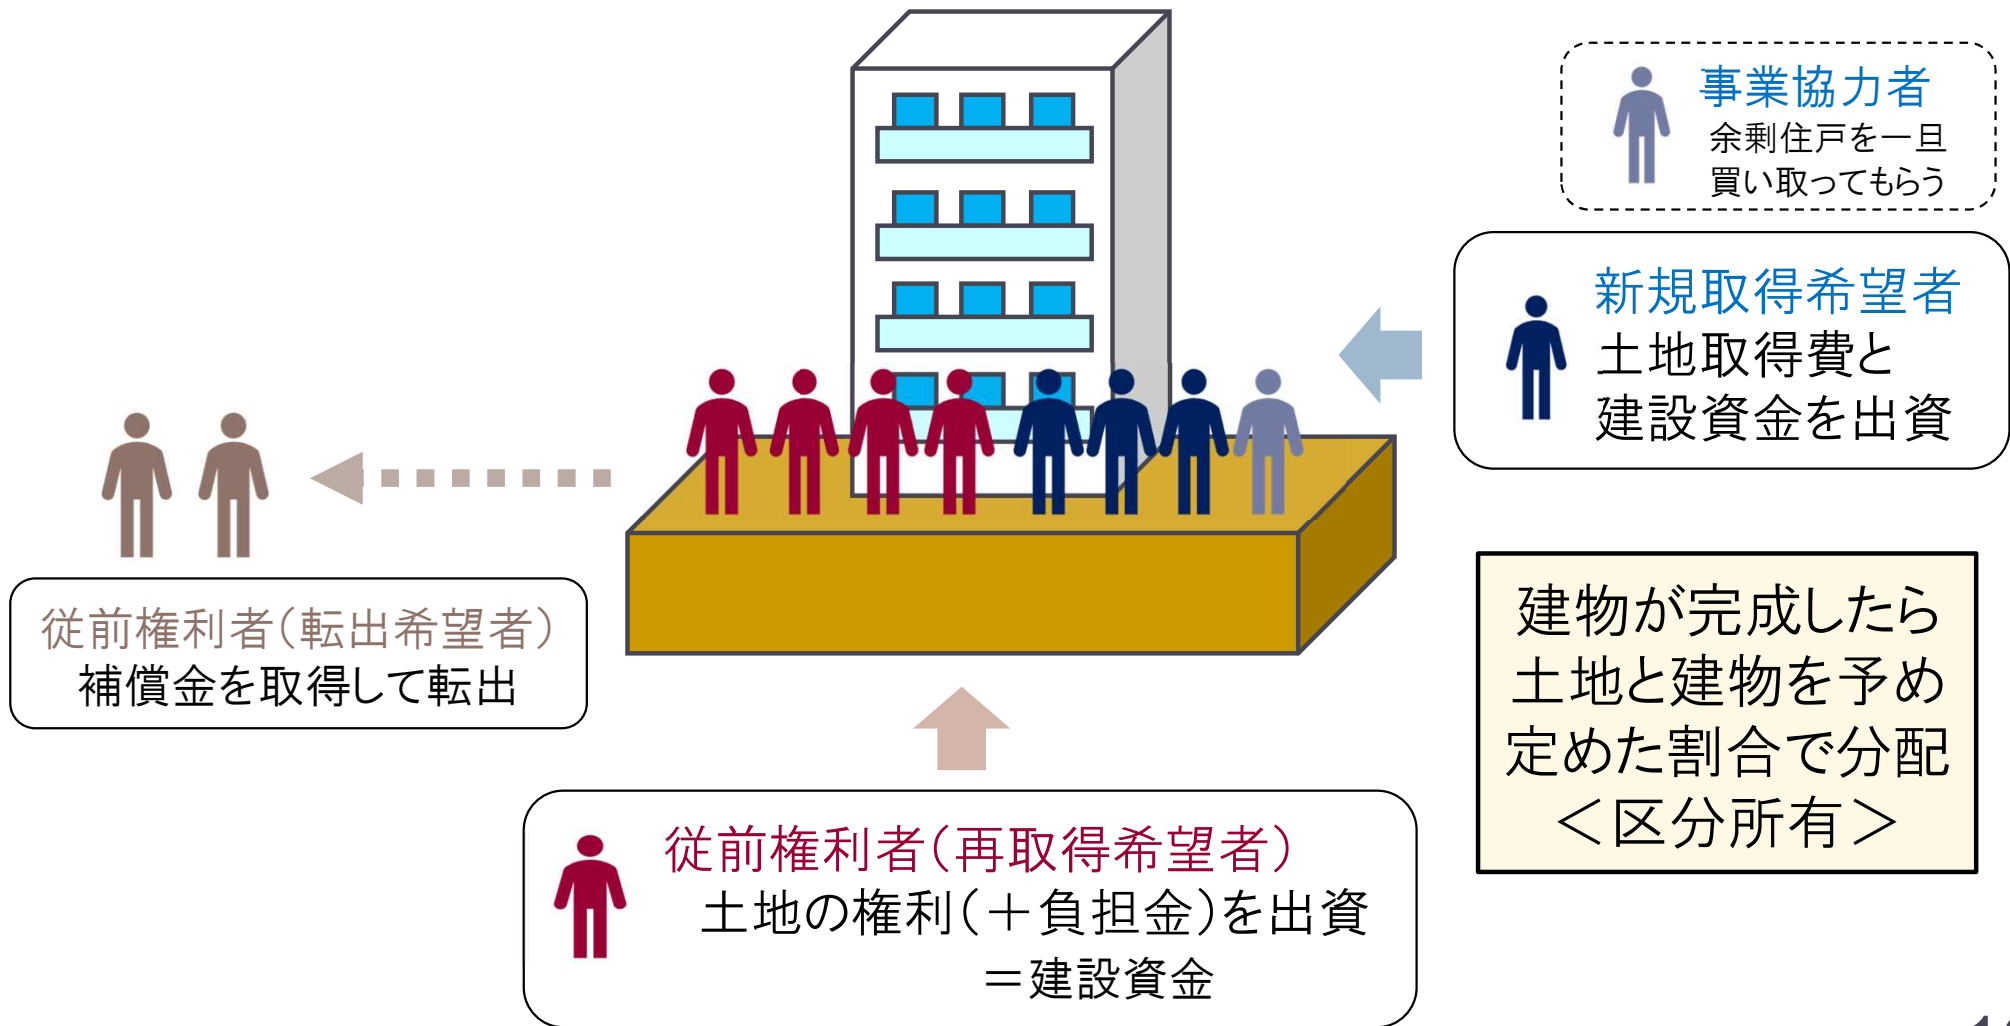 事業協力者
余剰住戸を一旦
買い取ってもらう
新規取得希望者
土地取得費と
建設資金を出資
従前権利者(転出希望者)
補償金を取得して転出
建物が完成したら
土地と建物を予め
定めた割合で分配
＜区分所有＞
従前権利者(再取得希望者)
土地の権利(＋負担金)を出資
＝建設資金